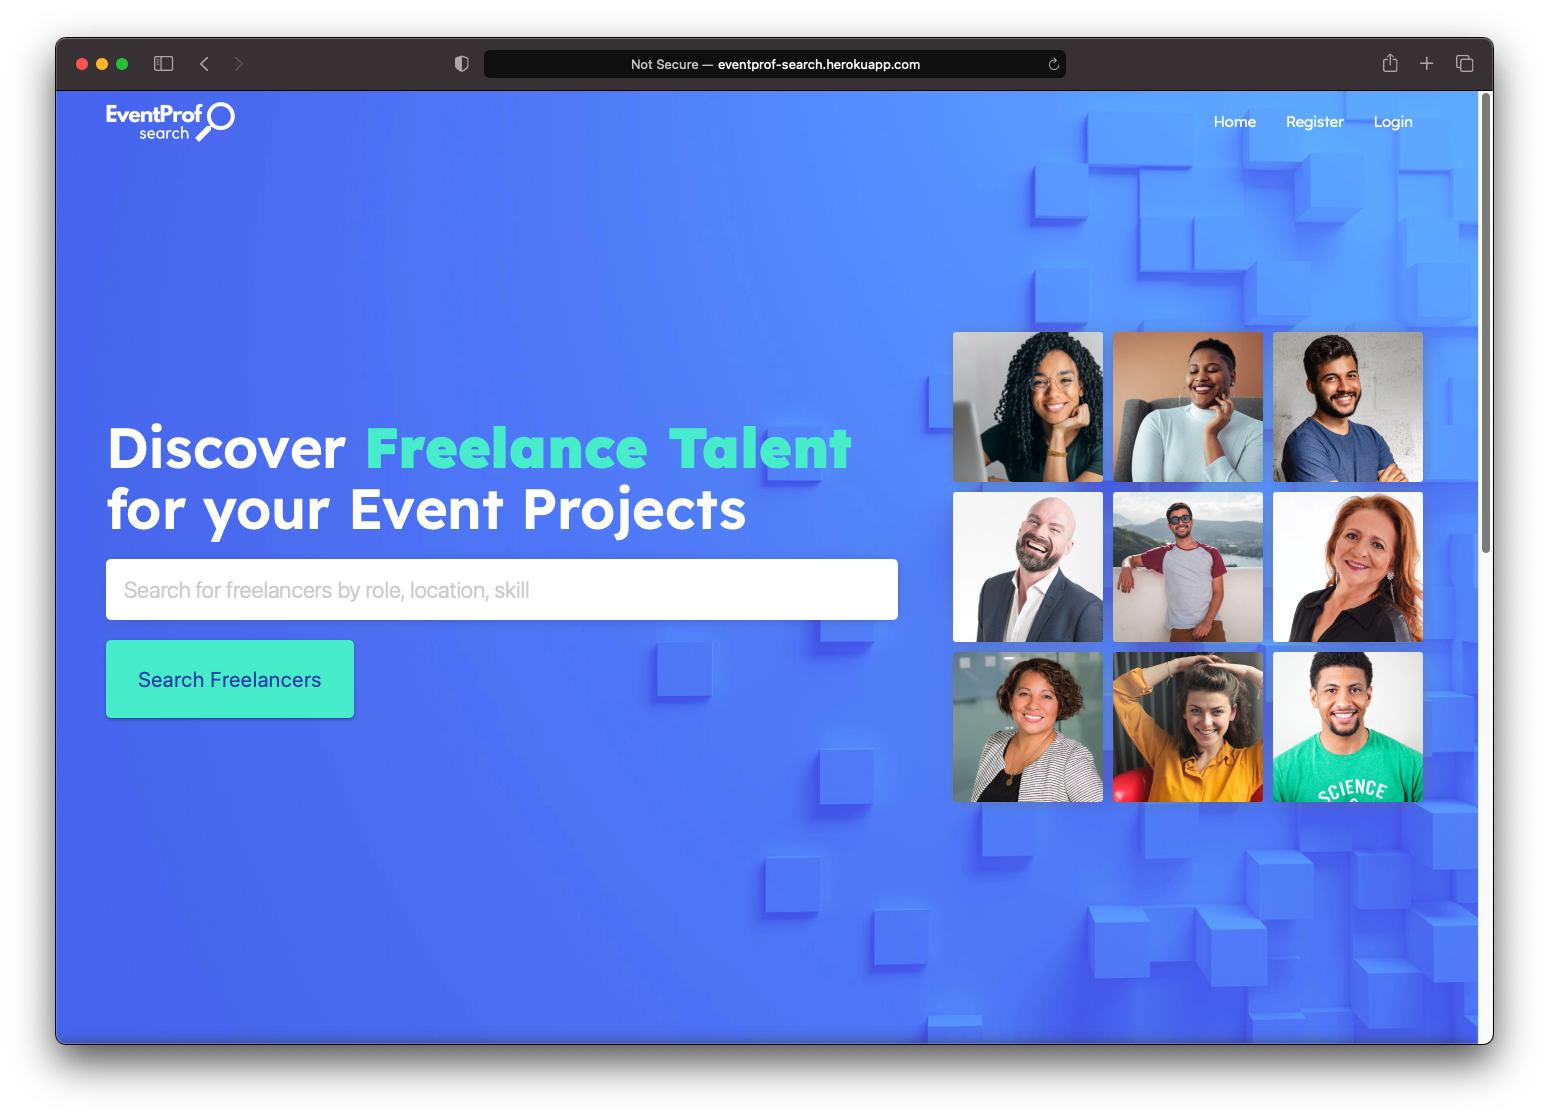 Not Secure — eventprof-search.herokuapp.com
EventProf
search
Home Register Login
Discover Freelance Talent
for your Event Projects
Search for freelancers by role, location, skill
Search Freelancers
SCIENCE